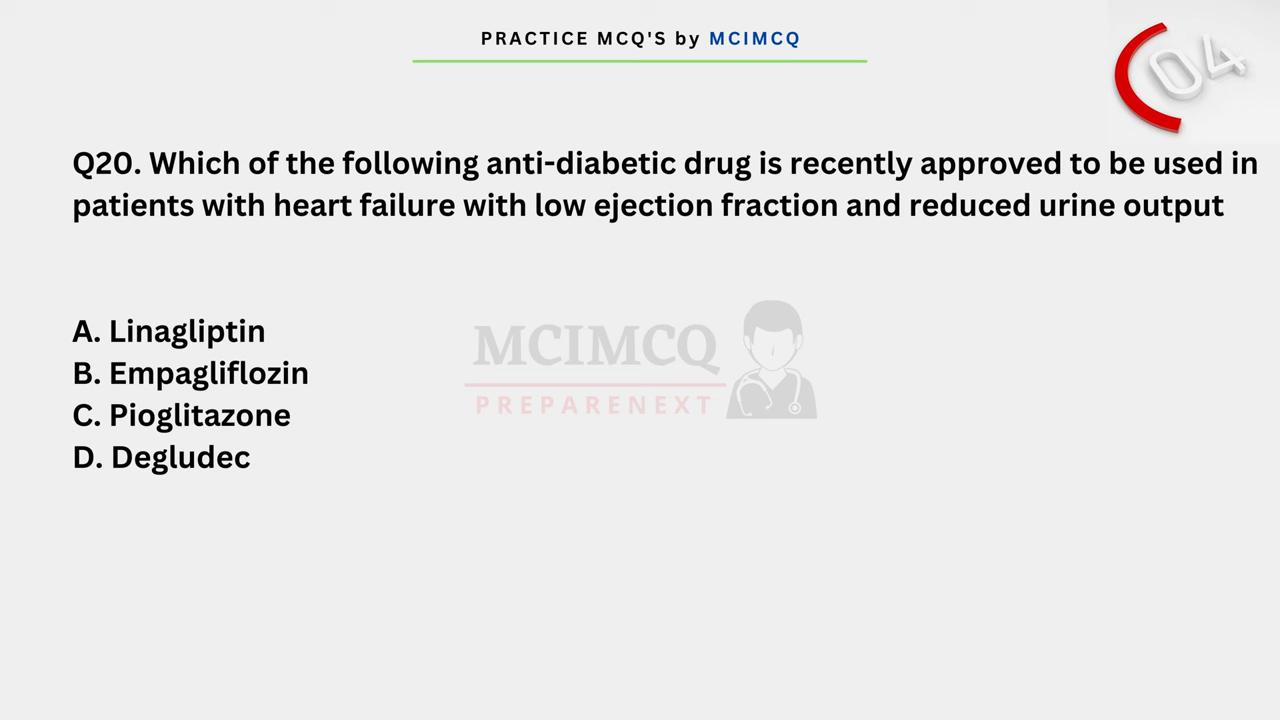 PRACTICE MCQ'S by MCIMCQ
04
Q20. Which of the following anti-diabetic drug is recently approved to be used in
patients with heart failure with low ejection fraction and reduced urine output
A. Linagliptin
B. Empagliflozin
C. Pioglitazone
D. Degludec
MCIMCQ
PREPARENEXT